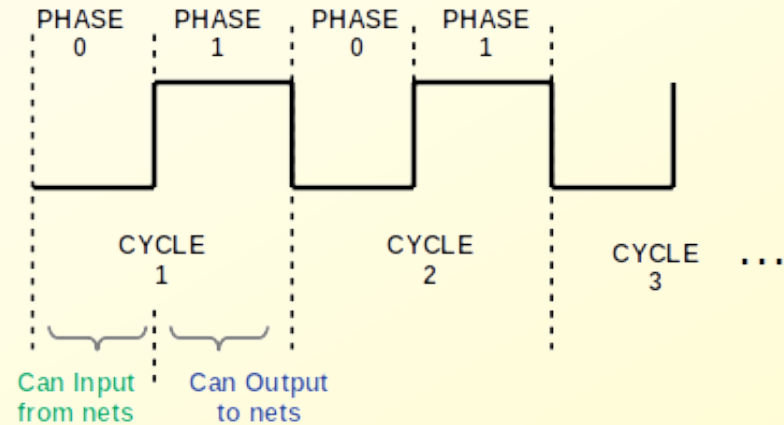 PHASE
0
PHASE
1
PHASE
0
PHASE
1
CYCLE
1
CYCLE
2
CYCLE
3
...
Can Input
from nets
Can Output
to nets